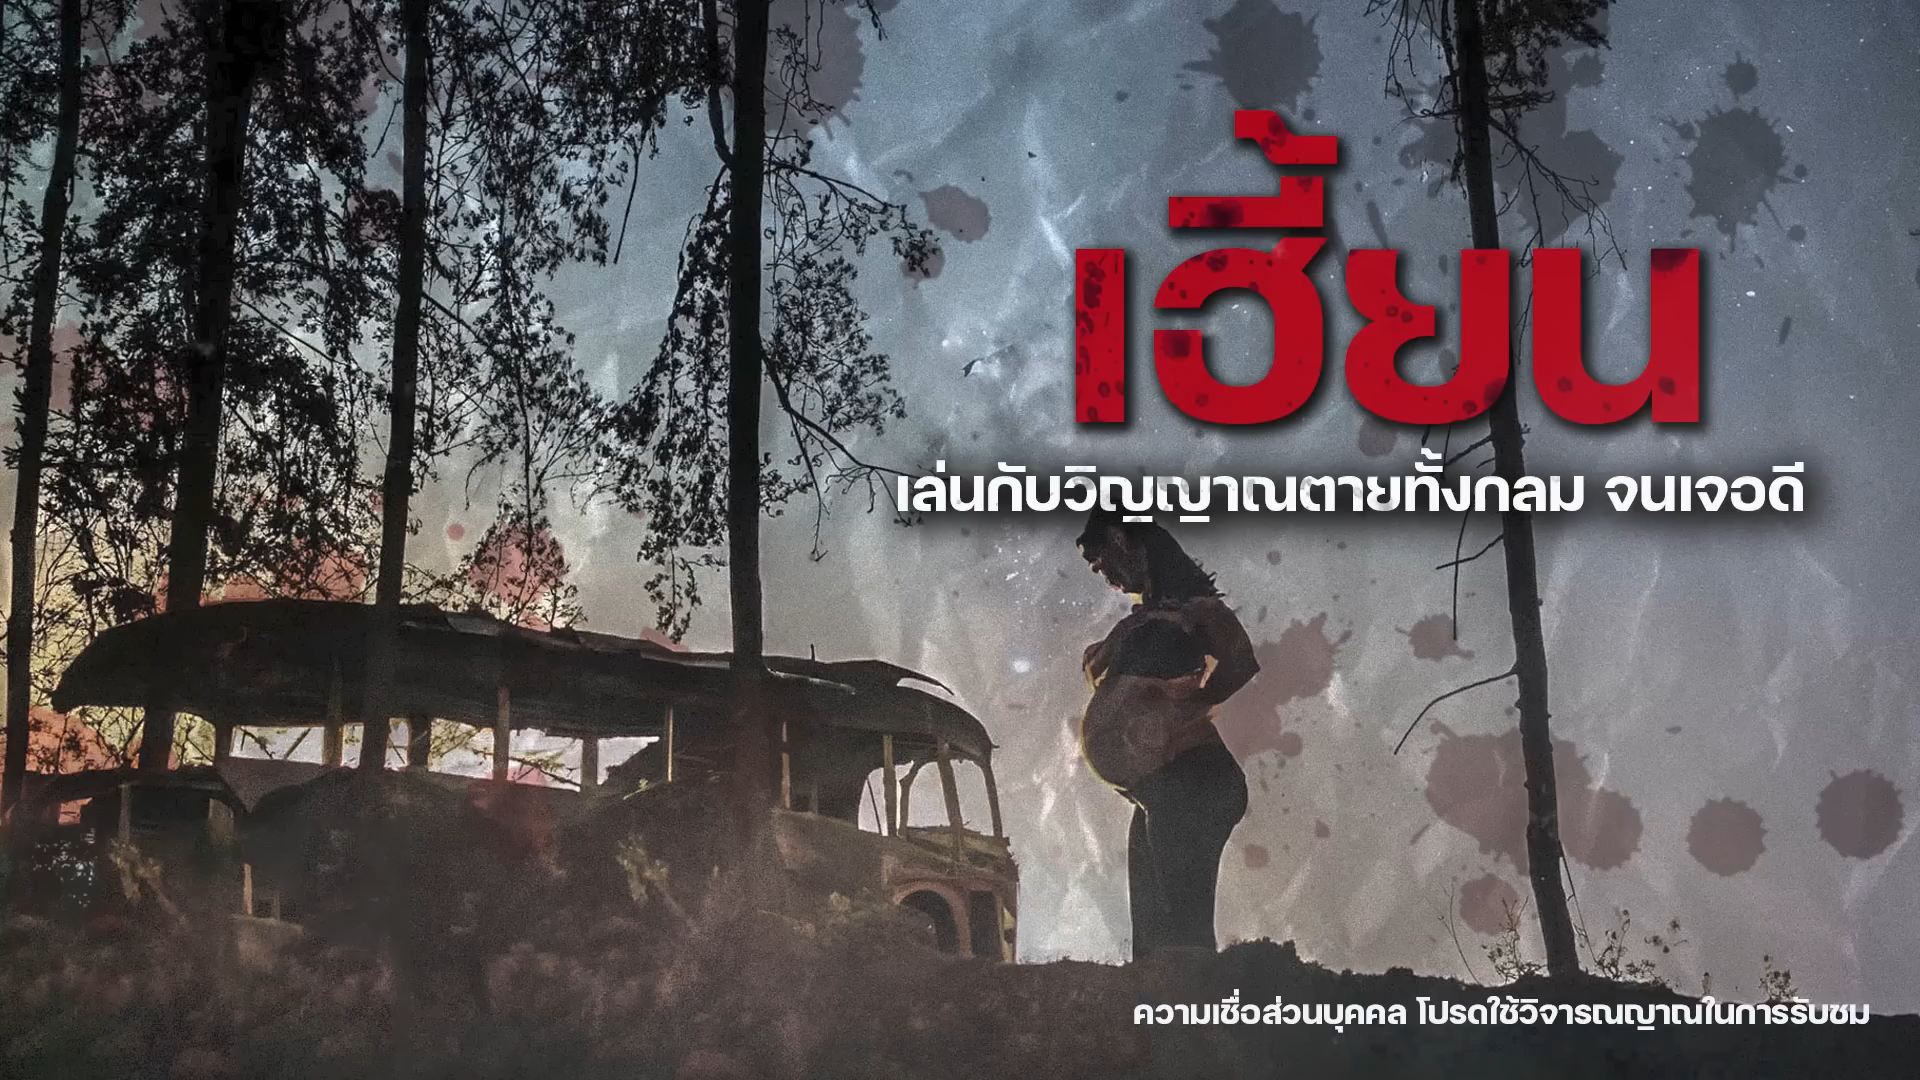 เฮี้ยน
เล่นกับวิญญาณตายทั้งกลม จนเจอดี
ความเชื่อส่วนบุคคล โปรดใช้วิจารณญาณในการรับชม